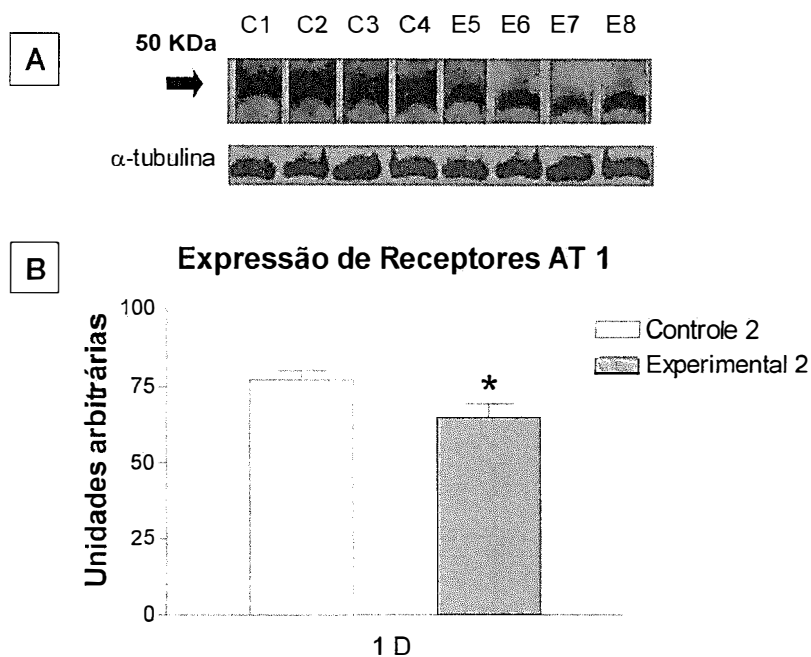 A
50 KDa
C1 C2 C3 C4 E5 E6 E7 E8
α-tubulina
B
Expressão de Receptores AT 1
Unidades arbitrárias
100
75
50
25
0
*
Controle 2
Experimental 2
1 D